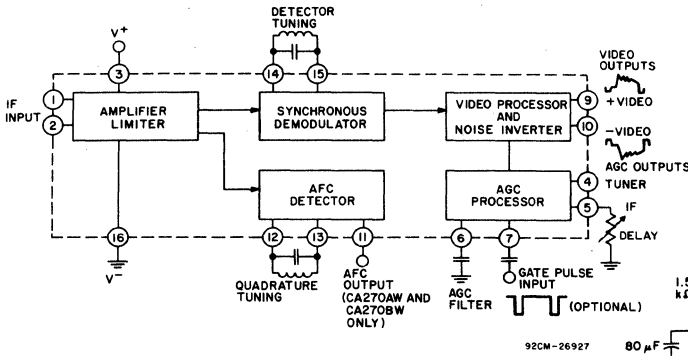 DETECTOR
TUNING
V+
3
14
15
VIDEO
OUTPUTS
1
IF
INPUT
2
AMPLIFIER
LIMITER
SYNCHRONOUS
DEMODULATOR
VIDEO PROCESSOR
AND
NOISE INVERTER
9
+VIDEO
10
-VIDEO
AGC OUTPUTS
AFC
DETECTOR
AGC
PROCESSOR
4
TUNER
5
IF
DELAY
16
V-
12
13
11
6
7
QUADRATURE
TUNING
AFC
OUTPUT
(CA270AW AND
CA270BW
ONLY)
AGC
FILTER
GATE PULSE
INPUT
(OPTIONAL)
92CM-26927
1.5
kΩ
80 µF